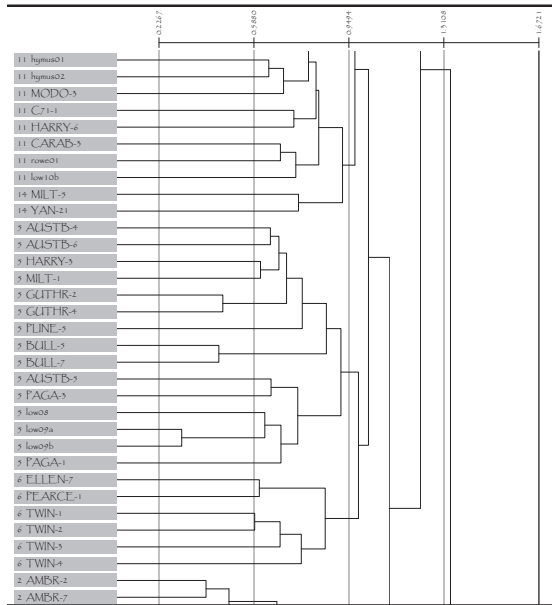 0.2267 0.5880 0.9494 1.3108 1.6721
11 hymus01
11 hymus02
11 MODO-3
11 C71-1
11 HARRY-6
11 CARAB-3
11 rowe01
11 low10b
14 MILT-5
14 YAN-21
5 AUSTB-4
5 AUSTB-6
5 HARRY-3
5 MILT-1
5 GUTHR-2
5 GUTHR-4
5 PLINE-5
5 BULL-5
5 BULL-7
5 AUSTB-5
5 PAGA-3
5 low08
5 low09a
5 low09b
5 PAGA-1
6 ELLEN-7
6 PEARCE-1
6 TWIN-1
6 TWIN-2
6 TWIN-3
6 TWIN-4
2 AMBR-2
2 AMBR-7